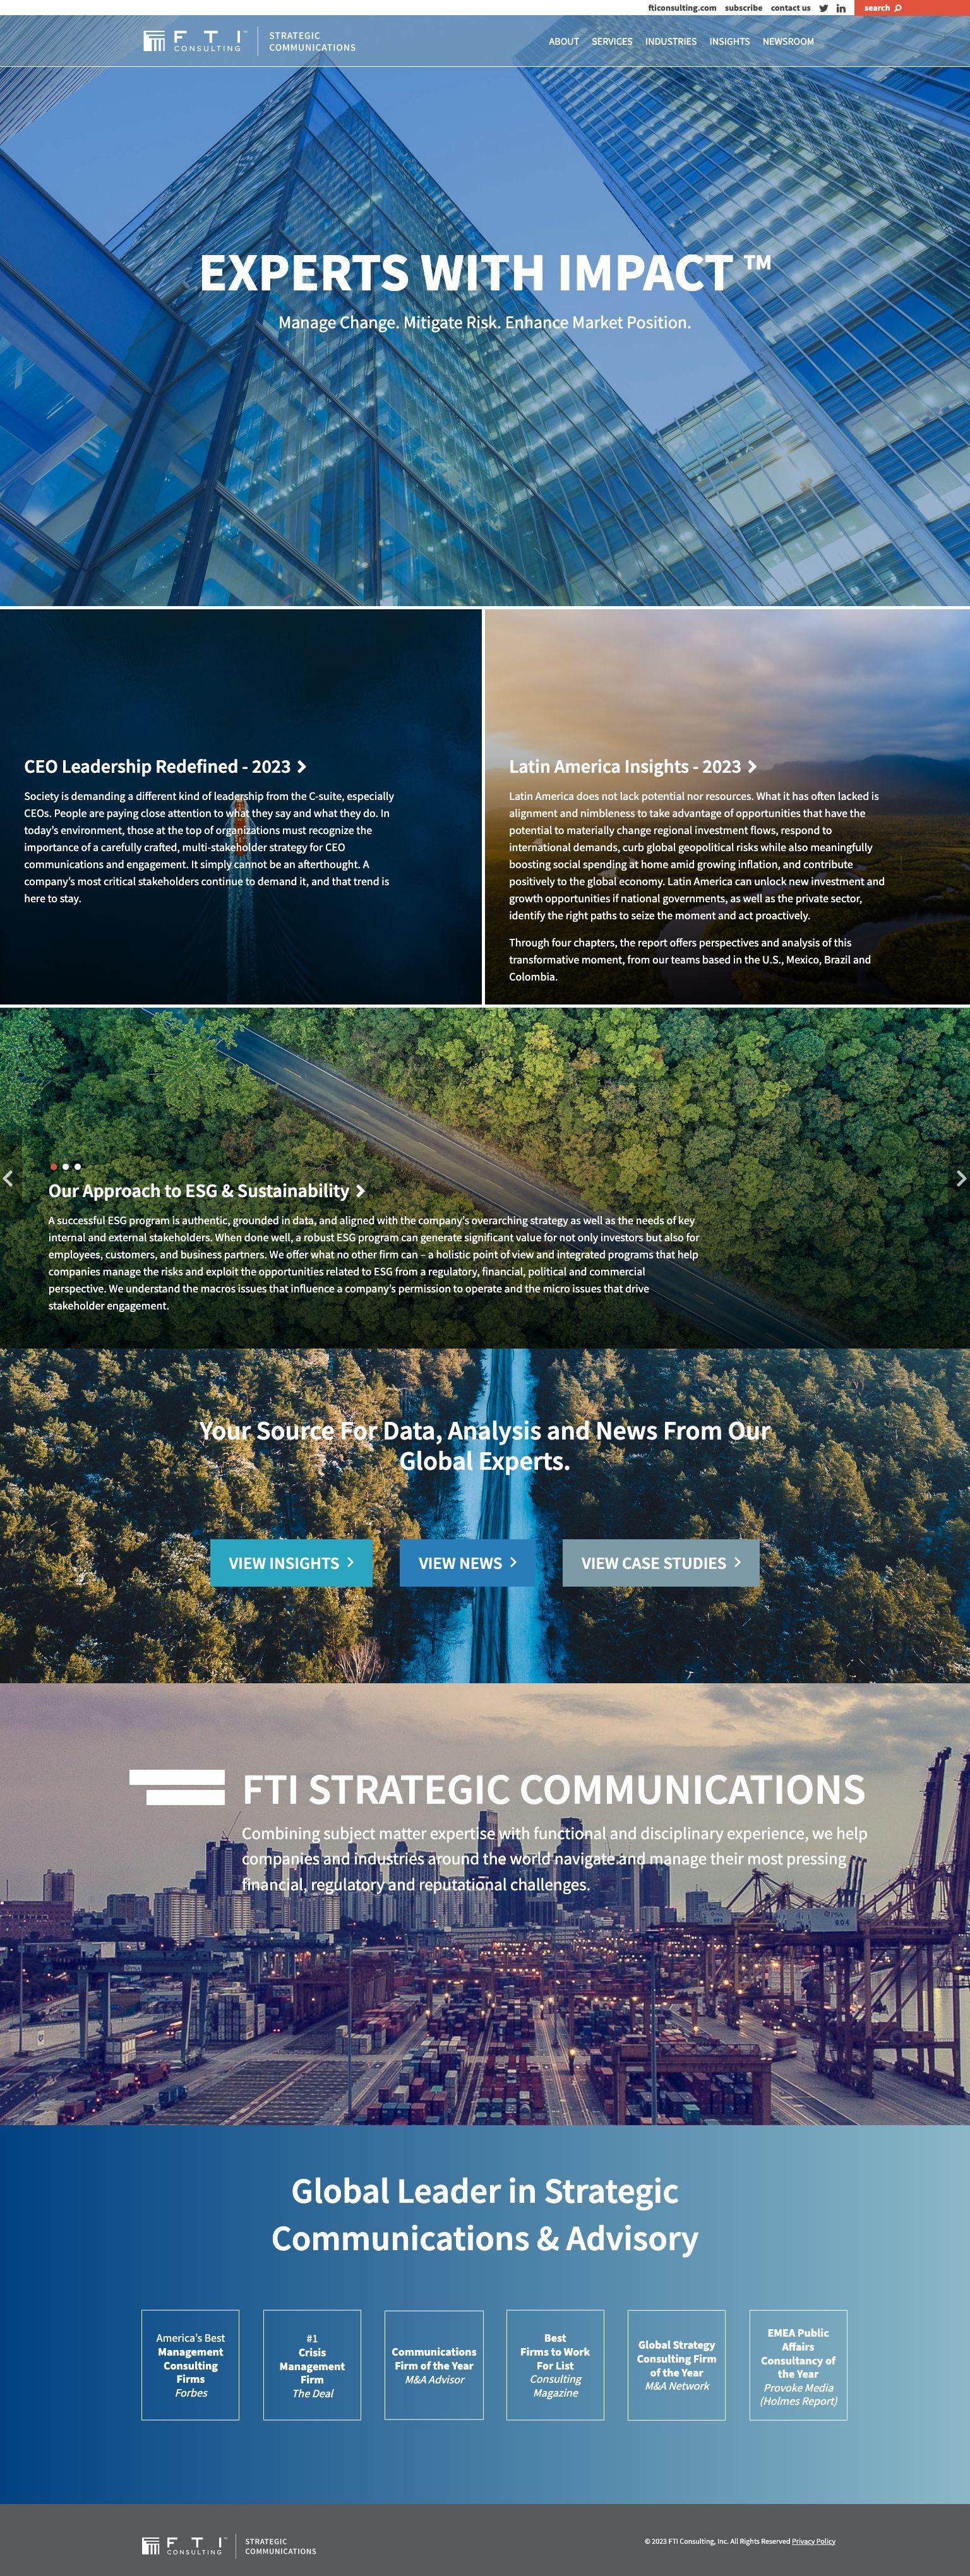 fticonsulting.com subscribe contact us search
F T I ™ STRATEGIC
CONSULTING COMMUNICATIONS
ABOUT SERVICES INDUSTRIES INSIGHTS NEWSROOM
EXPERTS WITH IMPACT ™
Manage Change. Mitigate Risk. Enhance Market Position.
CEO Leadership Redefined - 2023
Society is demanding a different kind of leadership from the C-suite, especially
CEOs. People are paying close attention to what they say and what they do. In
today’s environment, those at the top of organizations must recognize the
importance of a carefully crafted, multi-stakeholder strategy for CEO
communications and engagement. It simply cannot be an afterthought. A
company’s most critical stakeholders continue to demand it, and that trend is
here to stay.
Latin America Insights - 2023
Latin America does not lack potential nor resources. What it has often lacked is
alignment and nimbleness to take advantage of opportunities that have the
potential to materially change regional investment flows, respond to
international demands, curb global geopolitical risks while also meaningfully
boosting social spending at home amid growing inflation, and contribute
positively to the global economy. Latin America can unlock new investment and
growth opportunities if national governments, as well as the private sector,
identify the right paths to seize the moment and act proactively.
Through four chapters, the report offers perspectives and analysis of this
transformative moment, from our teams based in the U.S., Mexico, Brazil and
Colombia.
Our Approach to ESG & Sustainability
A successful ESG program is authentic, grounded in data, and aligned with the company’s overarching strategy as well as the needs of key
internal and external stakeholders. When done well, a robust ESG program can generate significant value for not only investors but also for
employees, customers, and business partners. We offer what no other firm can – a holistic point of view and integrated programs that help
companies manage the risks and exploit the opportunities related to ESG from a regulatory, financial, political and commercial
perspective. We understand the macros issues that influence a company’s permission to operate and the micro issues that drive
stakeholder engagement.
Your Source For Data, Analysis and News From Our
Global Experts.
VIEW INSIGHTS
VIEW NEWS
VIEW CASE STUDIES
FTI STRATEGIC COMMUNICATIONS
Combining subject matter expertise with functional and disciplinary experience, we help
companies and industries around the world navigate and manage their most pressing
financial, regulatory and reputational challenges.
Global Leader in Strategic
Communications & Advisory
America’s Best
Management
Consulting
Firms
Forbes
#1
Crisis
Management
Firm
The Deal
Communications
Firm of the Year
M&A Advisor
Best
Firms to Work
For List
Consulting
Magazine
Global Strategy
Consulting Firm
of the Year
M&A Network
EMEA Public
Affairs
Consultancy of
the Year
Provoke Media
(Holmes Report)
F T I ™ STRATEGIC
CONSULTING COMMUNICATIONS
© 2023 FTI Consulting, Inc. All Rights Reserved Privacy Policy